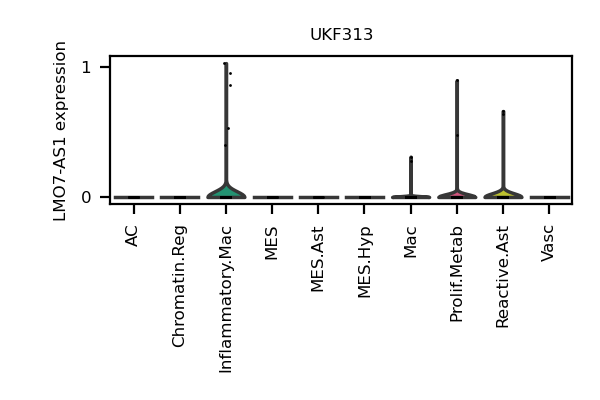 UKF313
LMO7-AS1 expression
1
0
AC
Chromatin.Reg
Inflammatory.Mac
MES
MES.Ast
MES.Hyp
Mac
Prolif.Metab
Reactive.Ast
Vasc